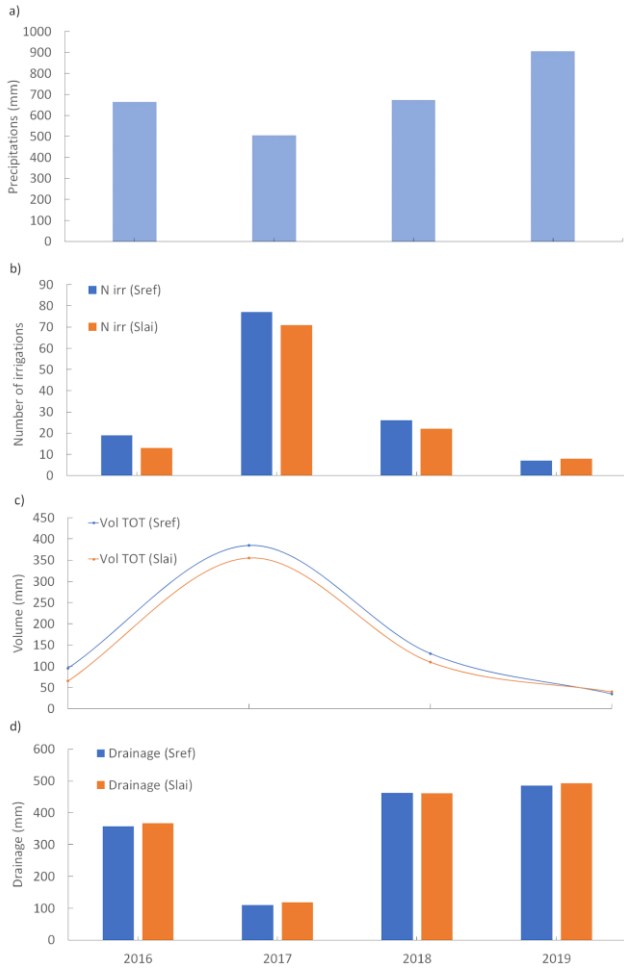 a)
Precipitations (mm)
1000
900
800
700
600
500
400
300
200
100
0
b)
Number of irrigations
90
80
70
60
50
40
30
20
10
0
N irr (Sref)
N irr (Slai)
c)
Volume (mm)
450
400
350
300
250
200
150
100
50
0
Vol TOT (Sref)
Vol TOT (Slai)
d)
Drainage (mm)
600
500
400
300
200
100
0
Drainage (Sref)
Drainage (Slai)
2016 2017 2018 2019